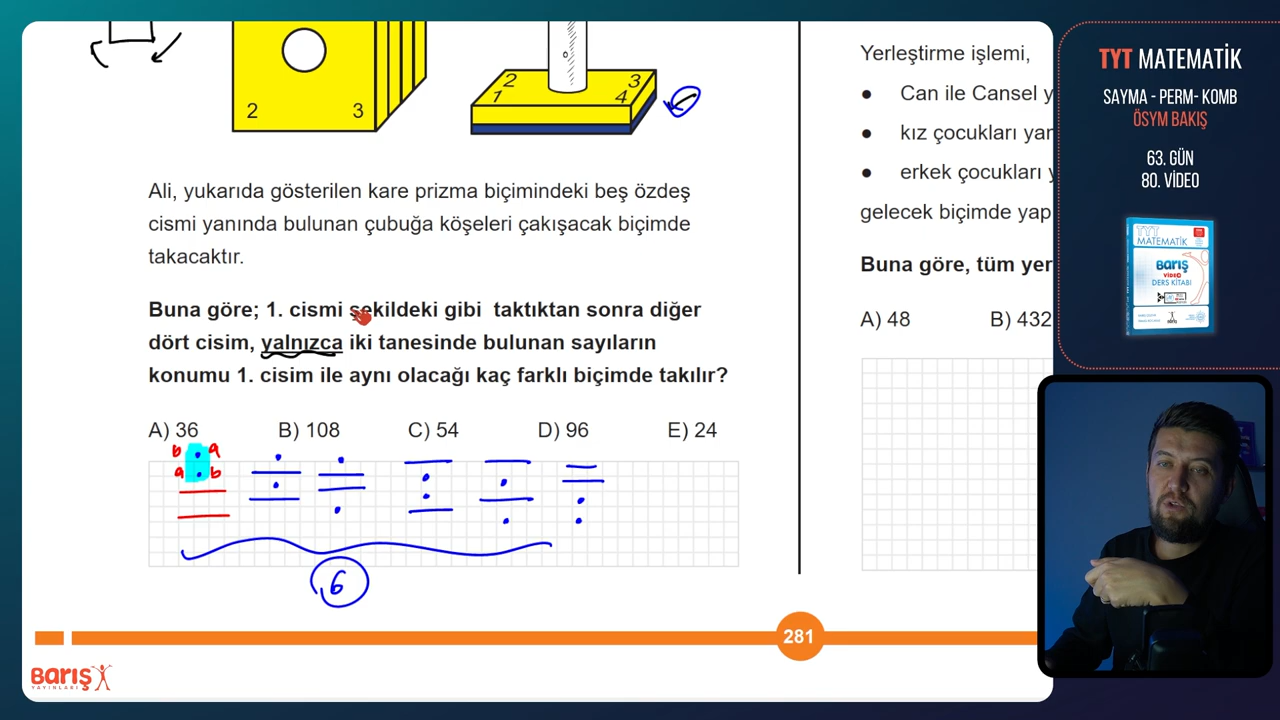 2
3
2
1
3
4
Ali, yukarıda gösterilen kare prizma biçimindeki beş özdeş
cismi yanında bulunan çubuğa köşeleri çakışacak biçimde
takacaktır.
Buna göre; 1. cismi şekildeki gibi taktıktan sonra diğer
dört cisim, yalnızca iki tanesinde bulunan sayıların
konumu 1. cisim ile aynı olacağı kaç farklı biçimde takılır?
A) 36 B) 108 C) 54 D) 96 E) 24
b a
a b
6
Yerleştirme işlemi,
● Can ile Cansel y
● kız çocukları yar
● erkek çocukları y
gelecek biçimde yap
Buna göre, tüm yer
A) 48 B) 432
281
BARIŞ
YAYINLARI
TYT MATEMATİK
SAYMA - PERM- KOMB
ÖSYM BAKIŞ
63. GÜN
80. VİDEO
TYT
MATEMATİK
BARIŞ
VİDEO
DERS KİTABI